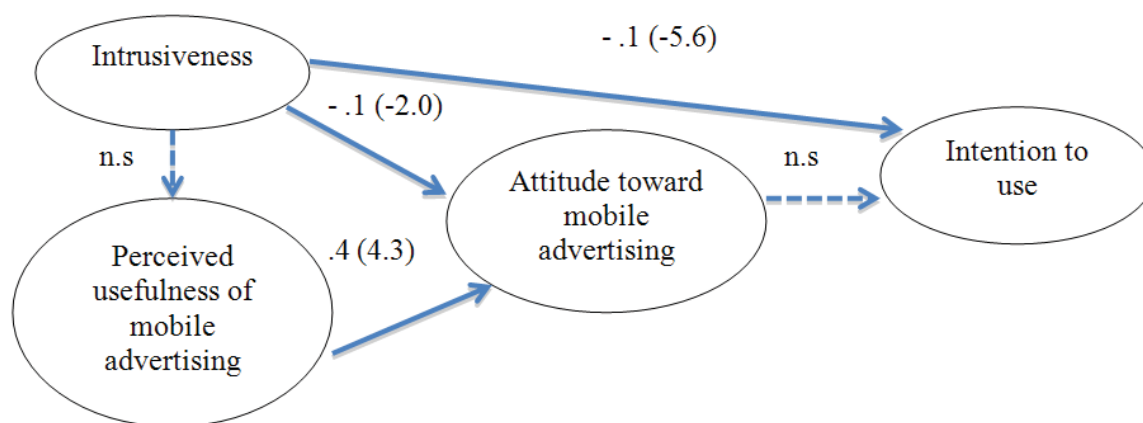 - .1 (-5.6)
Intrusiveness
- .1 (-2.0)
n.s
n.s
Intention to
use
Attitude toward
mobile
advertising
Perceived
usefulness of
mobile
advertising
.4 (4.3)